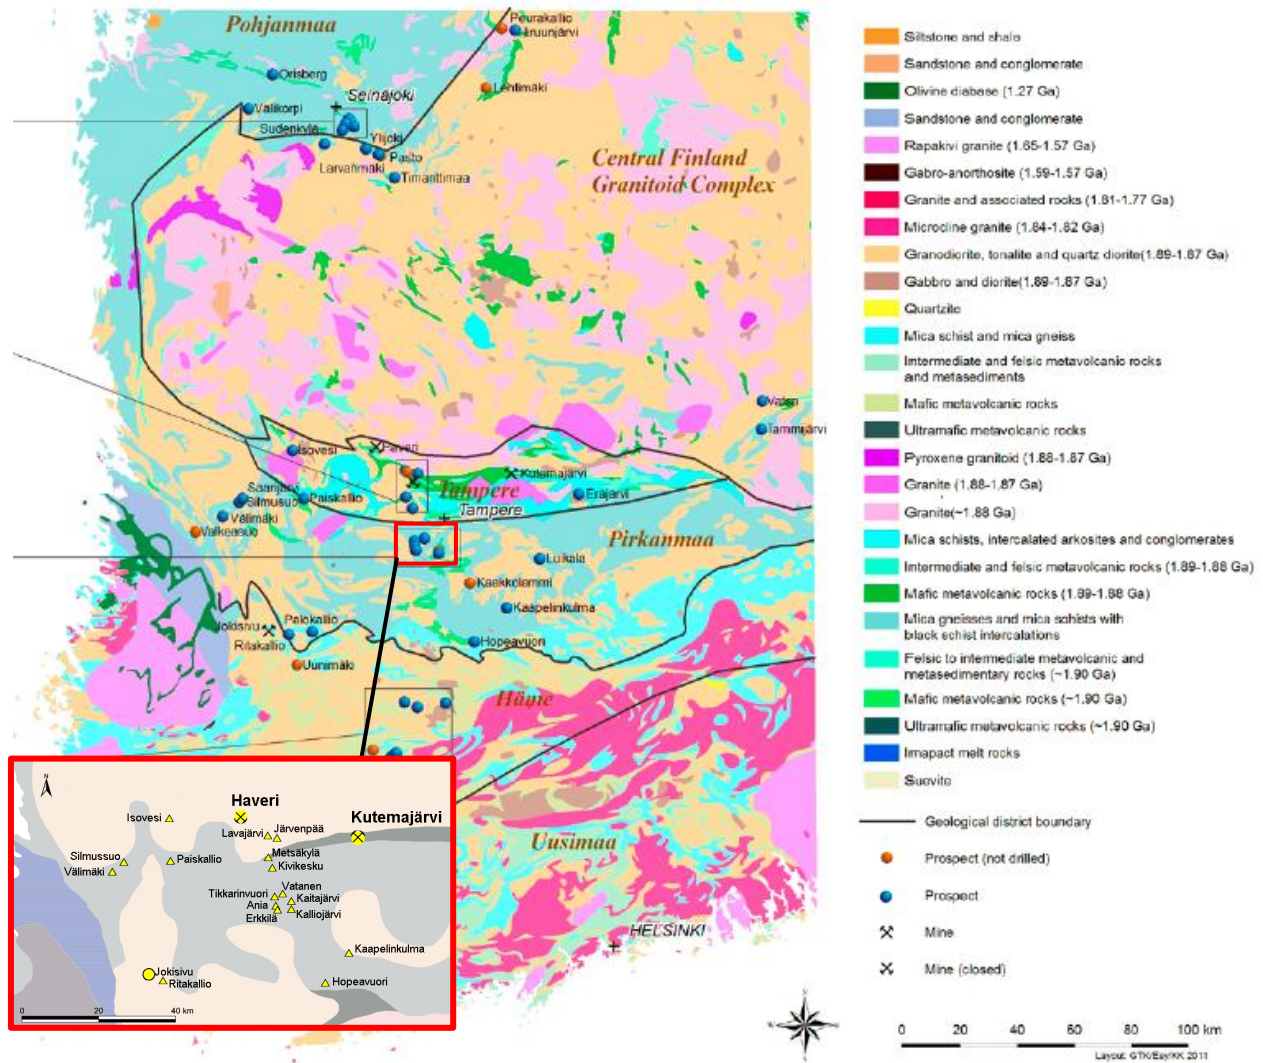 Pohjanmaa
Peurakallio
Iiruunjärvi
Orisberg
Lehtimäki
Seinäjoki
Välikorpi
Sudenkylä
Ylijoki
Pasto
Larvanmäki
Timanttimaa
Central Finland
Granitoid Complex
Tammijärvi
Isovesi
Haveri
Kutemajärvi
Tampere
Eräjärvi
Tampere
Saarijärvi
Silmusuo
Paiskallio
Välimäki
Valkeasuo
Pirkanmaa
Luikala
Kaakkolammi
Kaapelinkulma
Jokisivu
Palokallio
Ritakallio
Hopeavuori
Uunimäki
Häme
Uusimaa
HELSINKI
N
Haveri
Isovesi
Kutemajärvi
Lavajärvi
Järvenpää
Silmussuo
Paiskallio
Metsäkylä
Välimäki
Kivikesku
Tikkarinvuori
Vatanen
Kaitajärvi
Ania
Erkkilä
Kalliojärvi
Kaapelinkulma
Jokisivu
Ritakallio
Hopeavuori
0 20 40 km
Siltstone and shale
Sandstone and conglomerate
Olivine diabase (1.27 Ga)
Sandstone and conglomerate
Rapakivi granite (1.65-1.57 Ga)
Gabro-anorthosite (1.59-1.57 Ga)
Granite and associated rocks (1.81-1.77 Ga)
Microcline granite (1.84-1.82 Ga)
Granodiorite, tonalite and quartz diorite(1.89-1.87 Ga)
Gabbro and diorite(1.89-1.87 Ga)
Quartzite
Mica schist and mica gneiss
Intermediate and felsic metavolcanic rocks
and metasediments
Mafic metavolcanic rocks
Ultramafic metavolcanic rocks
Pyroxene granitoid (1.88-1.87 Ga)
Granite (1.88-1.87 Ga)
Granite(~1.88 Ga)
Mica schists, intercalated arkosites and conglomerates
Intermediate and felsic metavolcanic rocks (1.89-1.88 Ga)
Mafic metavolcanic rocks (1.89-1.88 Ga)
Mica gneisses and mica schists with
black schist intercalations
Felsic to intermediate metavolcanic and
metasedimentary rocks (~1.90 Ga)
Mafic metavolcanic rocks (~1.90 Ga)
Ultramafic metavolcanic rocks (~1.90 Ga)
Imapact melt rocks
Suevite
Geological district boundary
Prospect (not drilled)
Prospect
Mine
Mine (closed)
0 20 40 60 80 100 km
Layout: GTK/Esy/KK 2011